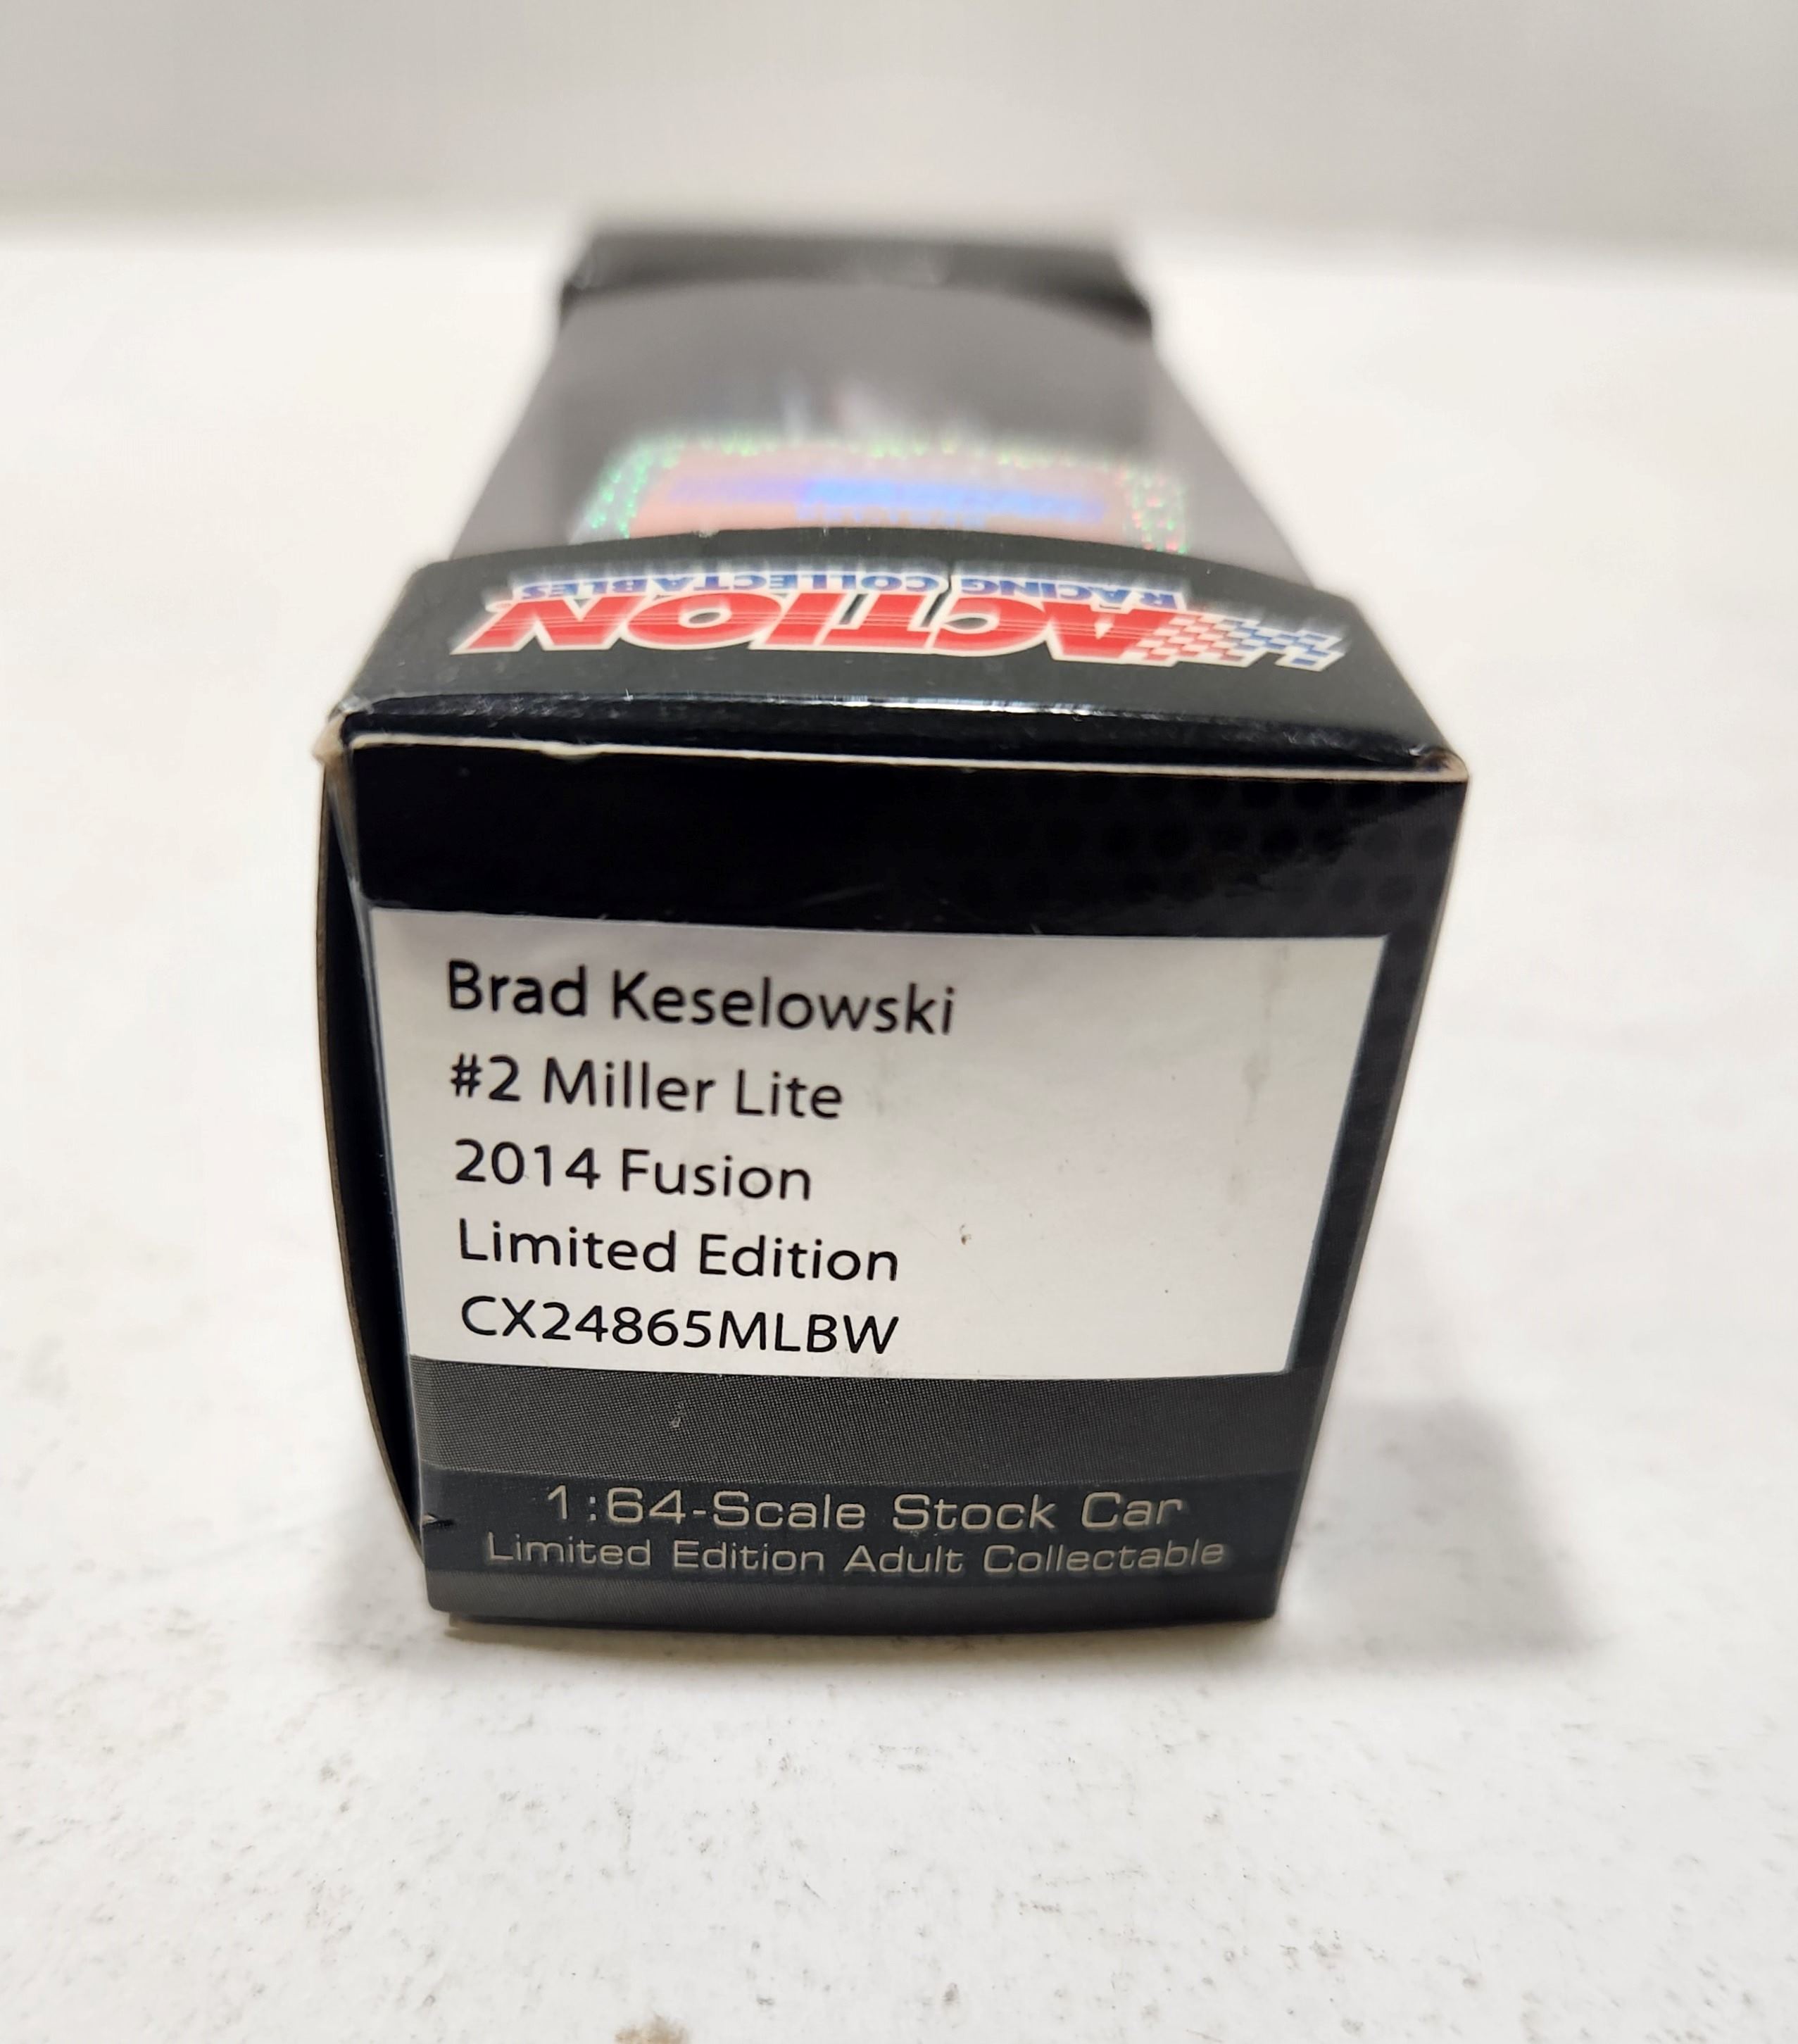 ACTION
RACING COLLECTABLES
Brad Keselowski
#2 Miller Lite
2014 Fusion
Limited Edition
CX24865MLBW
1:64-Scale Stock Car
Limited Edition Adult Collectable